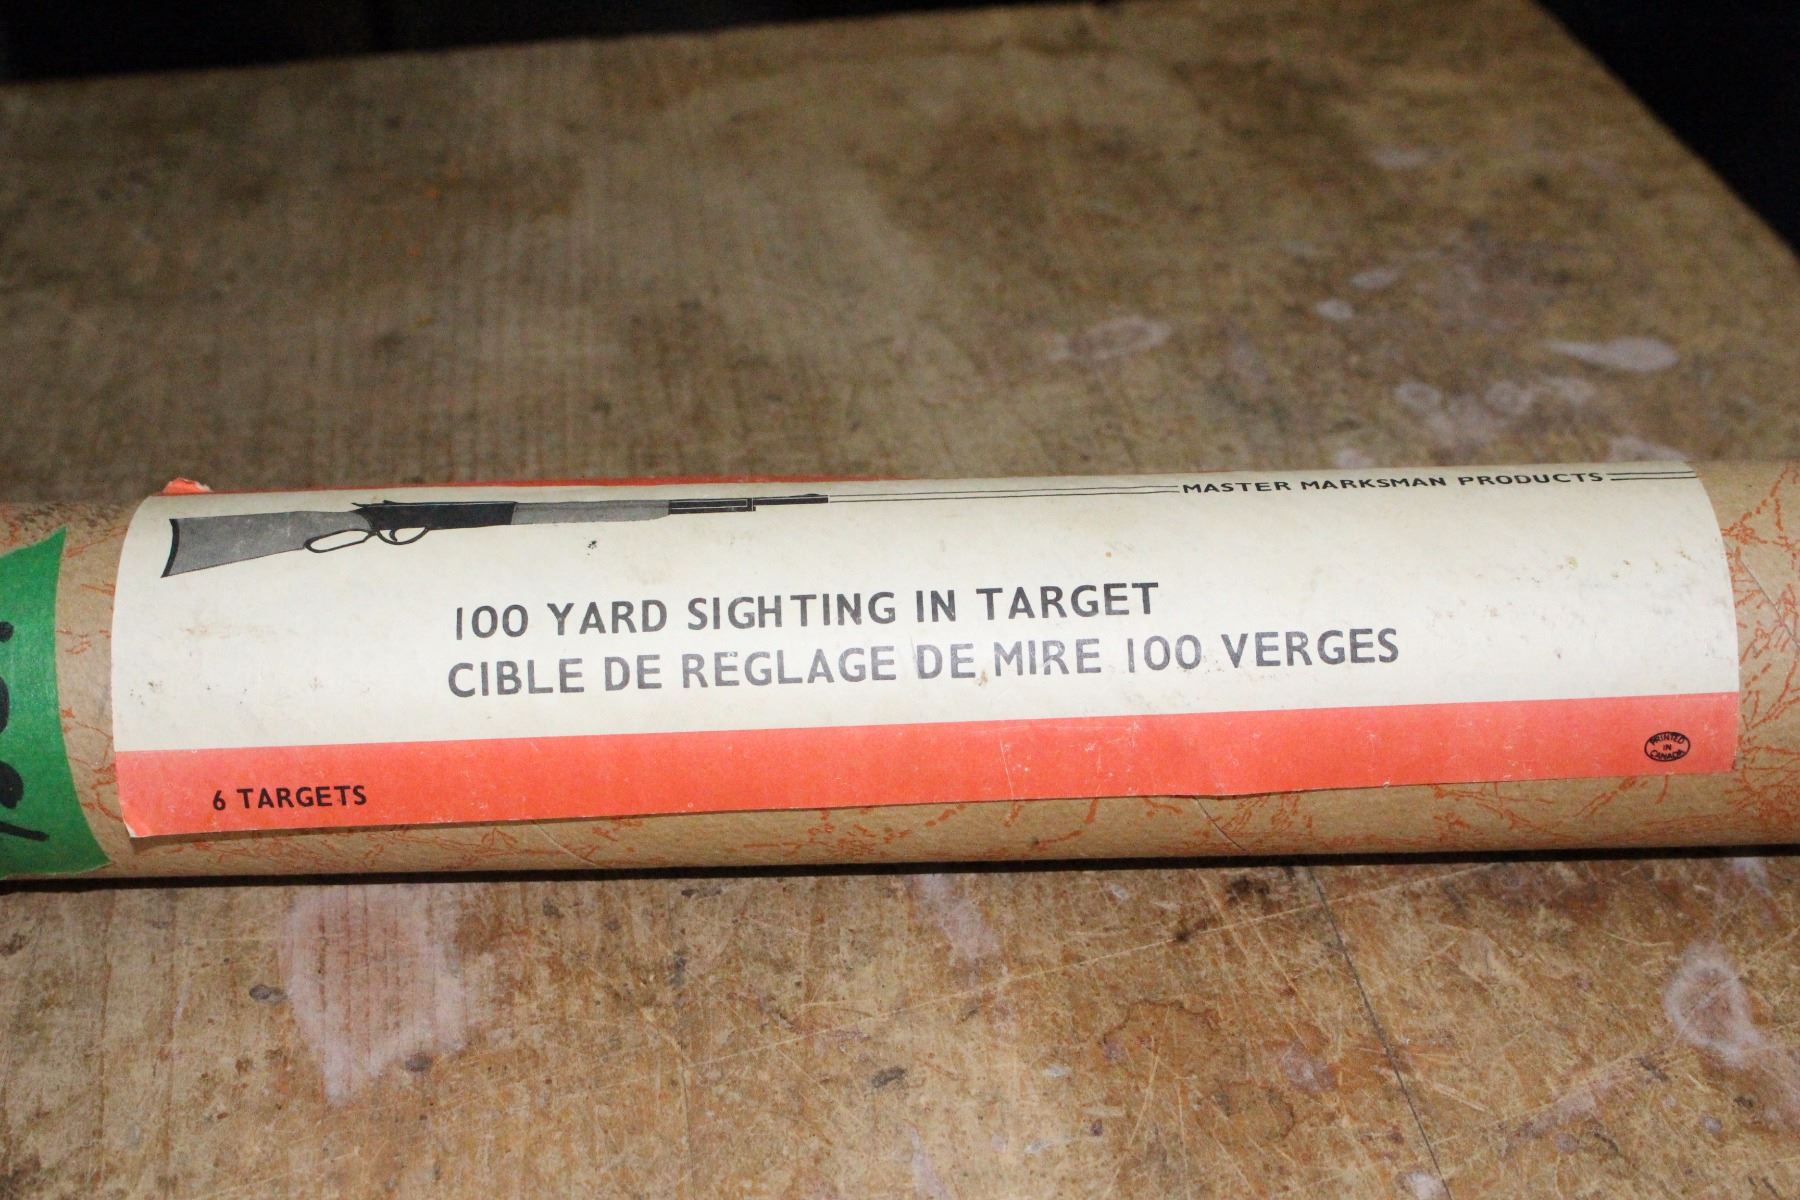 MASTER MARKSMAN PRODUCTS
100 YARD SIGHTING IN TARGET
CIBLE DE REGLAGE DE MIRE 100 VERGES
6 TARGETS
PRINTED
IN
CANADA